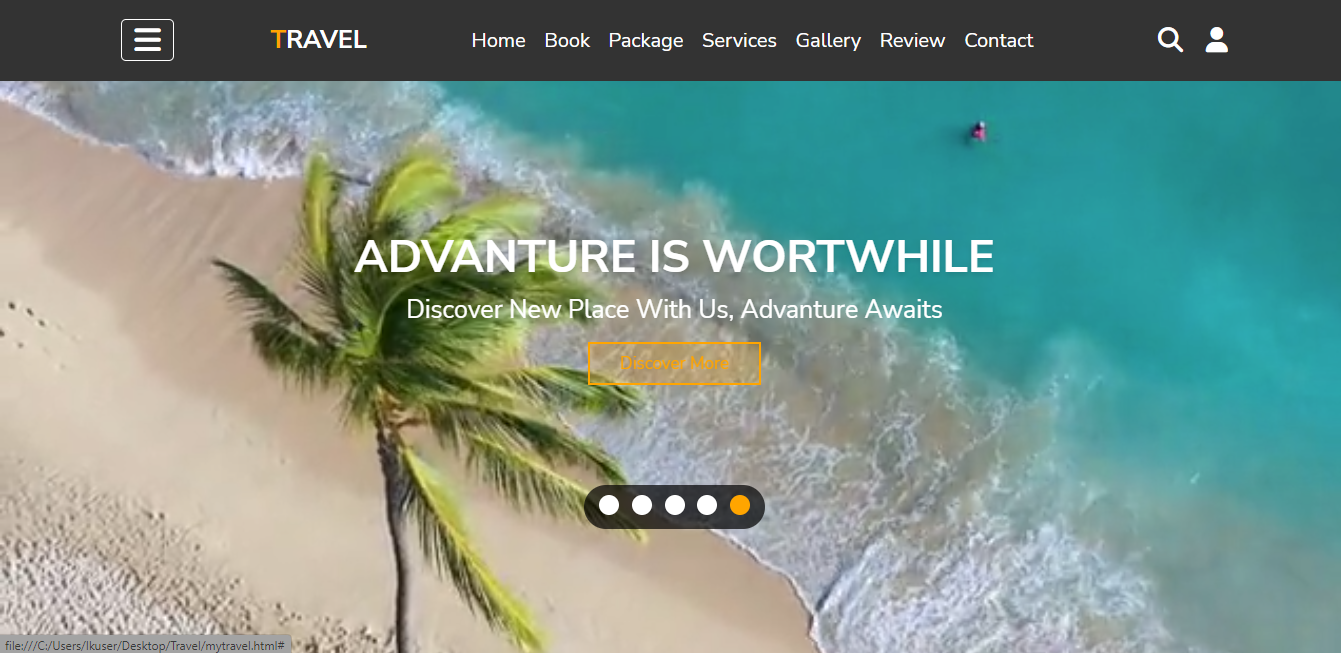 TRAVEL
Home Book Package Services Gallery Review Contact
ADVANTURE IS WORTWHILE
Discover New Place With Us, Advanture Awaits
Discover More
file:///C:/Users/lkuser/Desktop/Travel/mytravel.html#